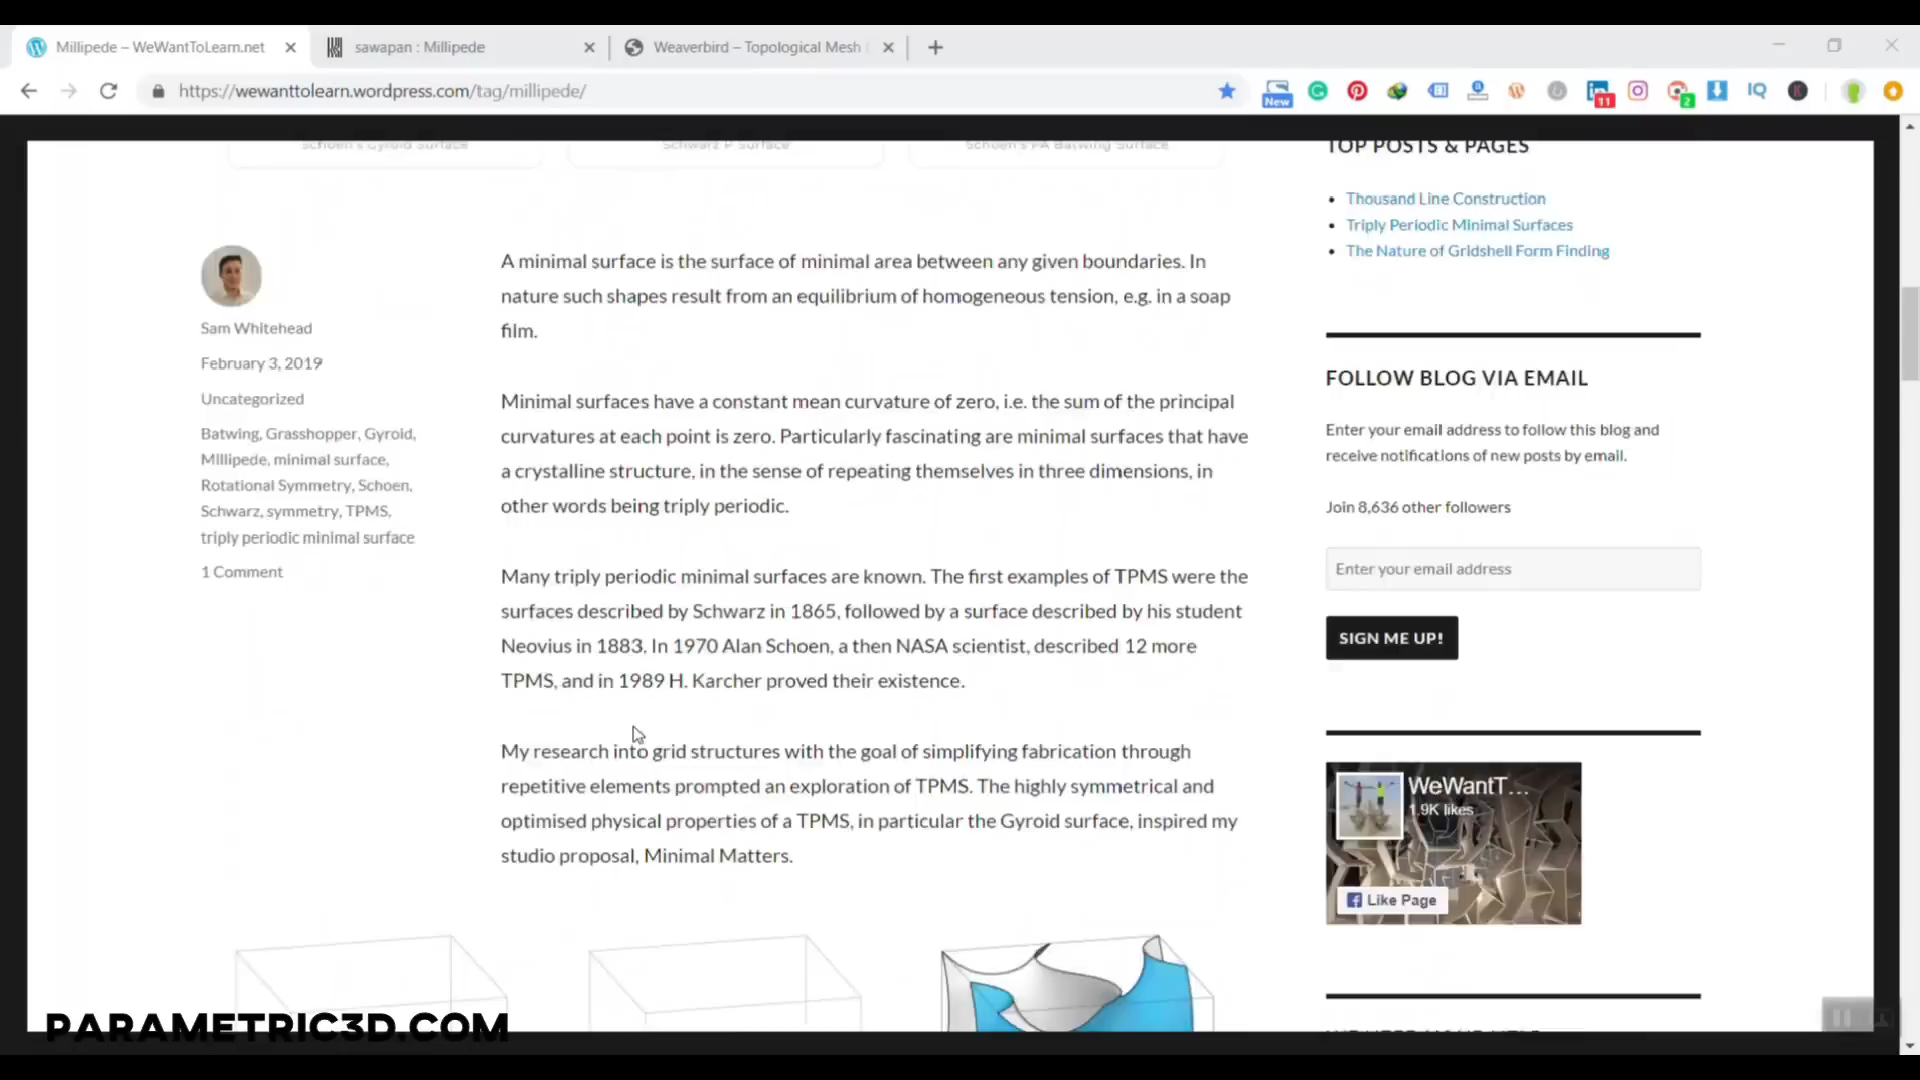 Millipede – WeWantToLearn.net
sawapan : Millipede
Weaverbird – Topological Mesh
https://wewanttolearn.wordpress.com/tag/millipede/
New
11
2
IQ
Schoen's Gyroid Surface
Schwarz P Surface
Schoen's PA Batwing Surface
Sam Whitehead
February 3, 2019
Uncategorized
Batwing, Grasshopper, Gyroid,
MIllipede, minimal surface,
Rotational Symmetry, Schoen,
Schwarz, symmetry, TPMS,
triply periodic minimal surface
1 Comment
A minimal surface is the surface of minimal area between any given boundaries. In
nature such shapes result from an equilibrium of homogeneous tension, e.g. in a soap
film.
Minimal surfaces have a constant mean curvature of zero, i.e. the sum of the principal
curvatures at each point is zero. Particularly fascinating are minimal surfaces that have
a crystalline structure, in the sense of repeating themselves in three dimensions, in
other words being triply periodic.
Many triply periodic minimal surfaces are known. The first examples of TPMS were the
surfaces described by Schwarz in 1865, followed by a surface described by his student
Neovius in 1883. In 1970 Alan Schoen, a then NASA scientist, described 12 more
TPMS, and in 1989 H. Karcher proved their existence.
My research into grid structures with the goal of simplifying fabrication through
repetitive elements prompted an exploration of TPMS. The highly symmetrical and
optimised physical properties of a TPMS, in particular the Gyroid surface, inspired my
studio proposal, Minimal Matters.
TOP POSTS & PAGES
Thousand Line Construction
Triply Periodic Minimal Surfaces
The Nature of Gridshell Form Finding
FOLLOW BLOG VIA EMAIL
Enter your email address to follow this blog and
receive notifications of new posts by email.
Join 8,636 other followers
Enter your email address
SIGN ME UP!
WeWantT...
1.9K likes
Like Page
PARAMETRIC3D.COM